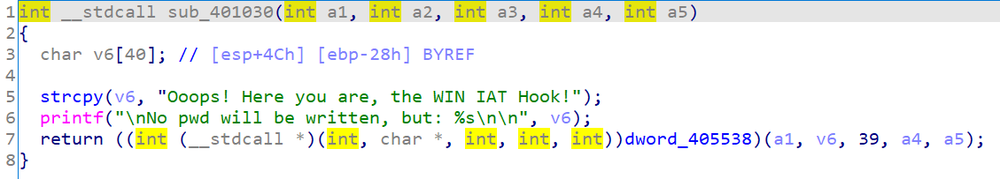 1 int __stdcall sub_401030(int a1, int a2, int a3, int a4, int a5)
2 {
3   char v6[40]; // [esp+4Ch] [ebp-28h] BYREF
4
5   strcpy(v6, "Ooops! Here you are, the WIN IAT Hook!");
6   printf("\nNo pwd will be written, but: %s\n\n", v6);
7   return ((int (__stdcall *)(int, char *, int, int, int))dword_405538)(a1, v6, 39, a4, a5);
8 }